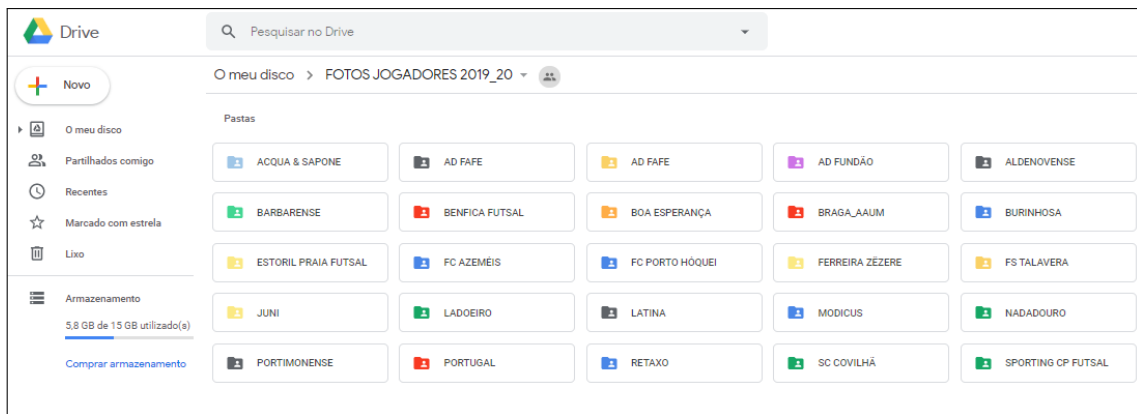 Drive
Pesquisar no Drive
Novo
O meu disco
Partilhados comigo
Recentes
Marcado com estrela
Lixo
Armazenamento
5,8 GB de 15 GB utilizado(s)
Comprar armazenamento
O meu disco > FOTOS JOGADORES 2019_20
Pastas
ACQUA & SAPONE
AD FAFE
AD FAFE
AD FUNDÃO
ALDENOVENSE
BARBARENSE
BENFICA FUTSAL
BOA ESPERANÇA
BRAGA_AAUM
BURINHOSA
ESTORIL PRAIA FUTSAL
FC AZEMÉIS
FC PORTO HÓQUEI
FERREIRA ZÊZERE
FS TALAVERA
JUNI
LADOEIRO
LATINA
MODICUS
NADADOURO
PORTIMONENSE
PORTUGAL
RETAXO
SC COVILHÃ
SPORTING CP FUTSAL